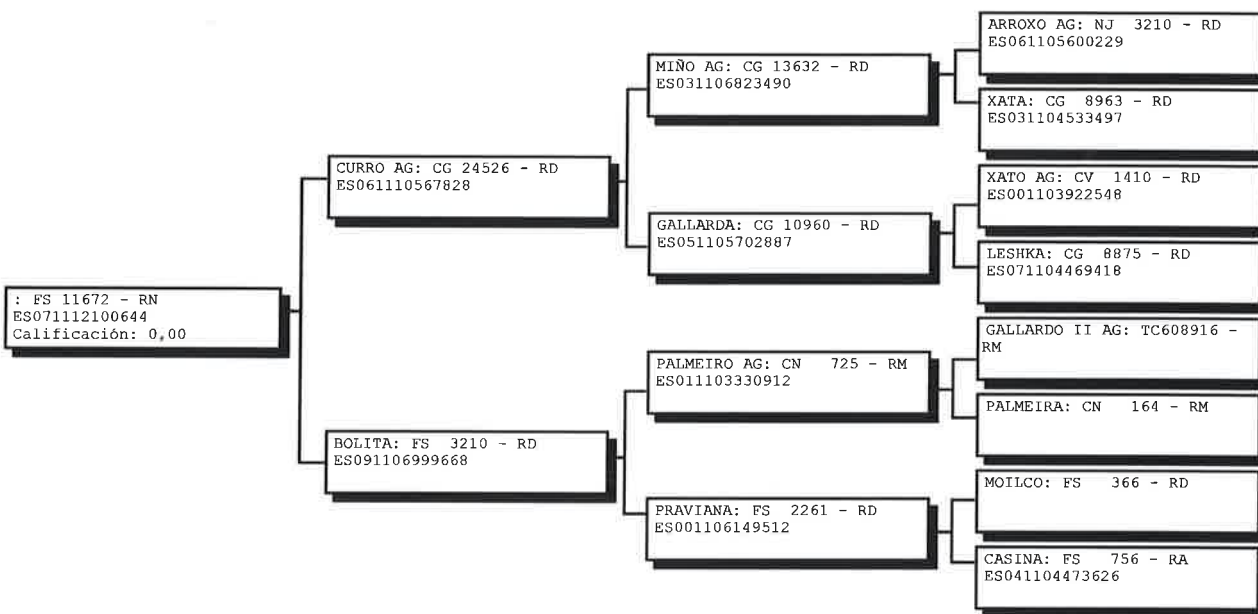 : FS 11672 - RN
ES071112100644
Calificación: 0,00
CURRO AG: CG 24526 - RD
ES061110567828
BOLITA: FS 3210 - RD
ES091106999668
MIÑO AG: CG 13632 - RD
ES031106823490
GALLARDA: CG 10960 - RD
ES051105702887
PALMEIRO AG: CN 725 - RM
ES011103330912
PRAVIANA: FS 2261 - RD
ES001106149512
ARROXO AG: NJ 3210 - RD
ES061105600229
XATA: CG 8963 - RD
ES031104533497
XATO AG: CV 1410 - RD
ES001103922548
LESHKA: CG 8875 - RD
ES071104469418
GALLARDO II AG: TC608916 -
RM
PALMEIRA: CN 164 - RM
MOILCO: FS 366 - RD
CASINA: FS 756 - RA
ES041104473626